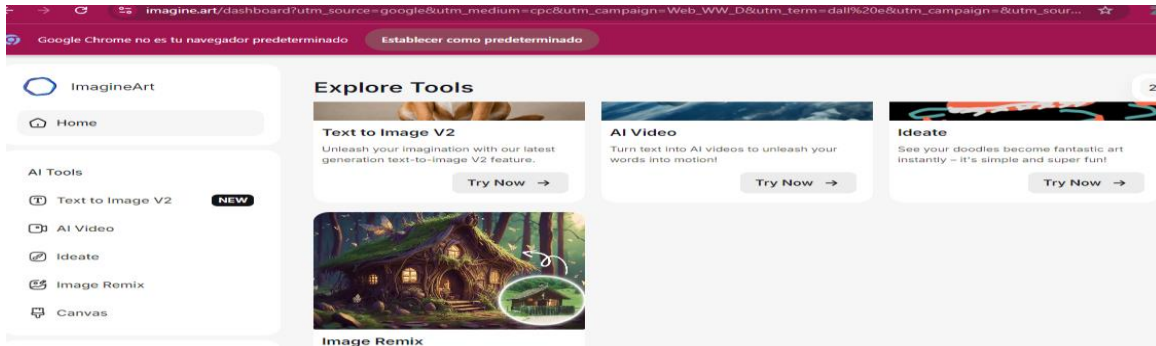 imagine.art/dashboard?utm_source=google&utm_medium=cpc&utm_campaign=Web_WW_D&utm_term=dall%20e&utm_campaign=&utm_sour...
Google Chrome no es tu navegador predeterminado Establecer como predeterminado
ImagineArt
Home
AI Tools
Text to Image V2 NEW
AI Video
Ideate
Image Remix
Canvas
Explore Tools
2
Text to Image V2
Unleash your imagination with our latest
generation text-to-image V2 feature.
Try Now →
AI Video
Turn text into AI videos to unleash your
words into motion!
Try Now →
Ideate
See your doodles become fantastic art
instantly – it's simple and super fun!
Try Now →
Image Remix